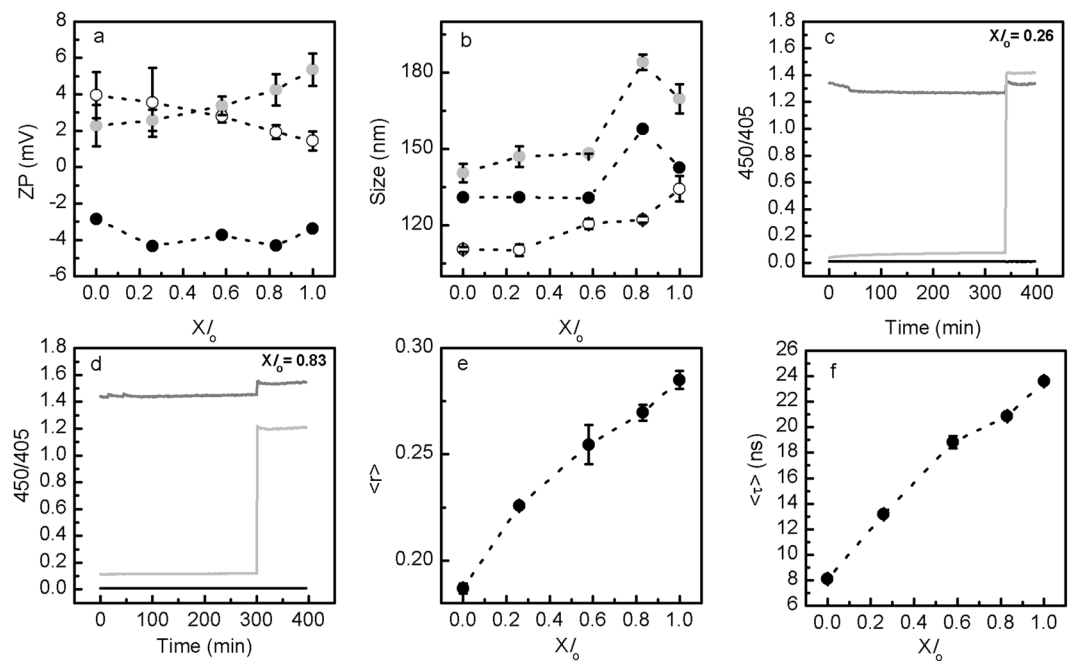 a
6
4
2
0
-2
-4
-6
ZP (mV)
0.0 0.2 0.4 0.6 0.8 1.0
X/o
b
180
150
120
Size (nm)
0.0 0.2 0.4 0.6 0.8 1.0
X/o
c
X/o = 0.26
1.8
1.6
1.4
1.2
1.0
0.8
0.6
0.4
0.2
0.0
450/405
0 100 200 300 400
Time (min)
d
X/o = 0.83
1.8
1.6
1.4
1.2
1.0
0.8
0.6
0.4
0.2
0.0
450/405
0 100 200 300 400
Time (min)
e
0.30
0.25
0.20
<r>
0.0 0.2 0.4 0.6 0.8 1.0
X/o
f
26
24
22
20
18
16
14
12
10
8
6
<τ> (ns)
0.0 0.2 0.4 0.6 0.8 1.0
X/o